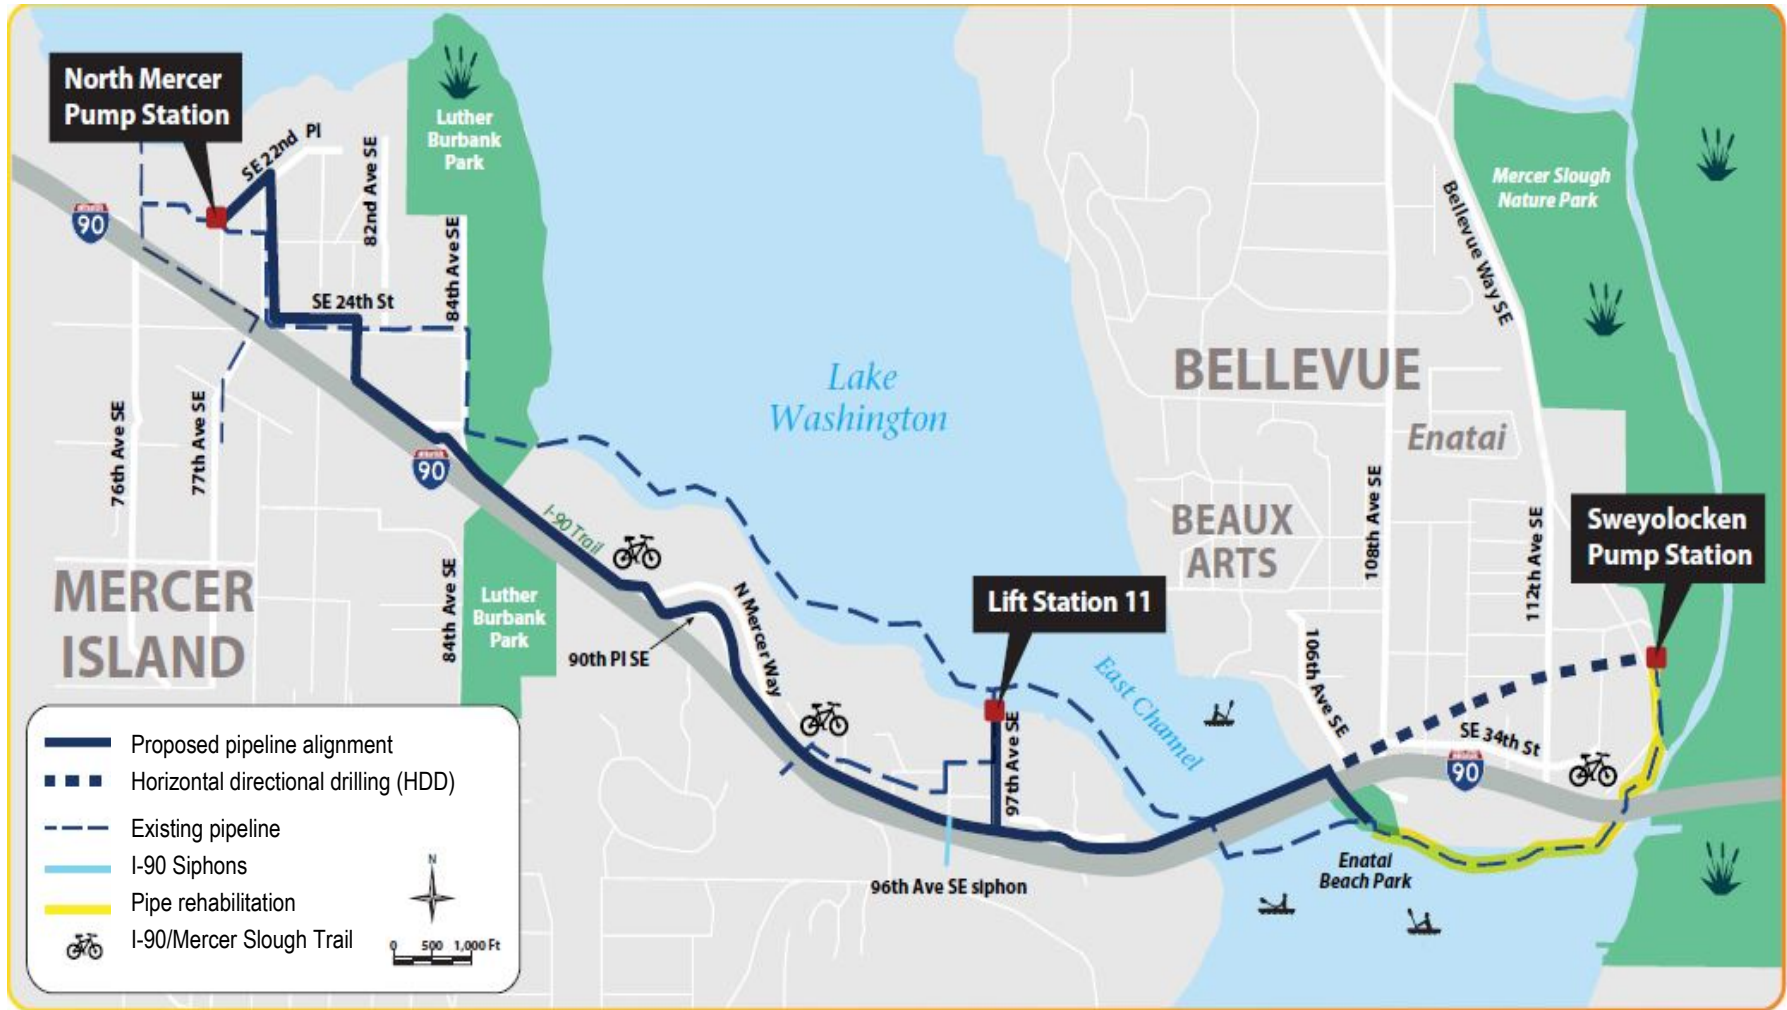 North Mercer
Pump Station
SE 22nd Pl
82nd Ave SE
Luther
Burbank
Park
90
84th Ave SE
SE 24th St
76th Ave SE
77th Ave SE
90
I-90 Trail
MERCER
ISLAND
84th Ave SE
Luther
Burbank
Park
90th Pl SE
N Mercer Way
Lake
Washington
Lift Station 11
97th Ave SE
96th Ave SE siphon
East Channel
BELLEVUE
Enatai
BEAUX
ARTS
Mercer Slough
Nature Park
Bellevue Way SE
108th Ave SE
112th Ave SE
106th Ave SE
Sweyolocken
Pump Station
SE 34th St
90
Enatai
Beach Park
Proposed pipeline alignment
Horizontal directional drilling (HDD)
Existing pipeline
I-90 Siphons
Pipe rehabilitation
I-90/Mercer Slough Trail
N
0 500 1,000 Ft